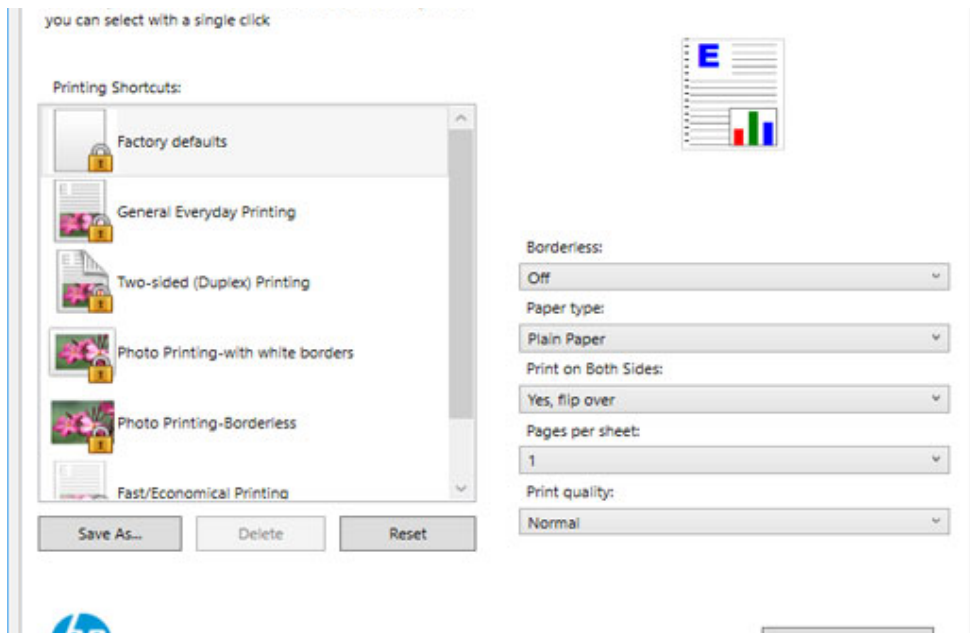 you can select with a single click
Printing Shortcuts:
Factory defaults
General Everyday Printing
Two-sided (Duplex) Printing
Photo Printing-with white borders
Photo Printing-Borderless
Fast/Economical Printing
Save As...
Delete
Reset
E
Borderless:
Off
Paper type:
Plain Paper
Print on Both Sides:
Yes, flip over
Pages per sheet:
1
Print quality:
Normal
hp